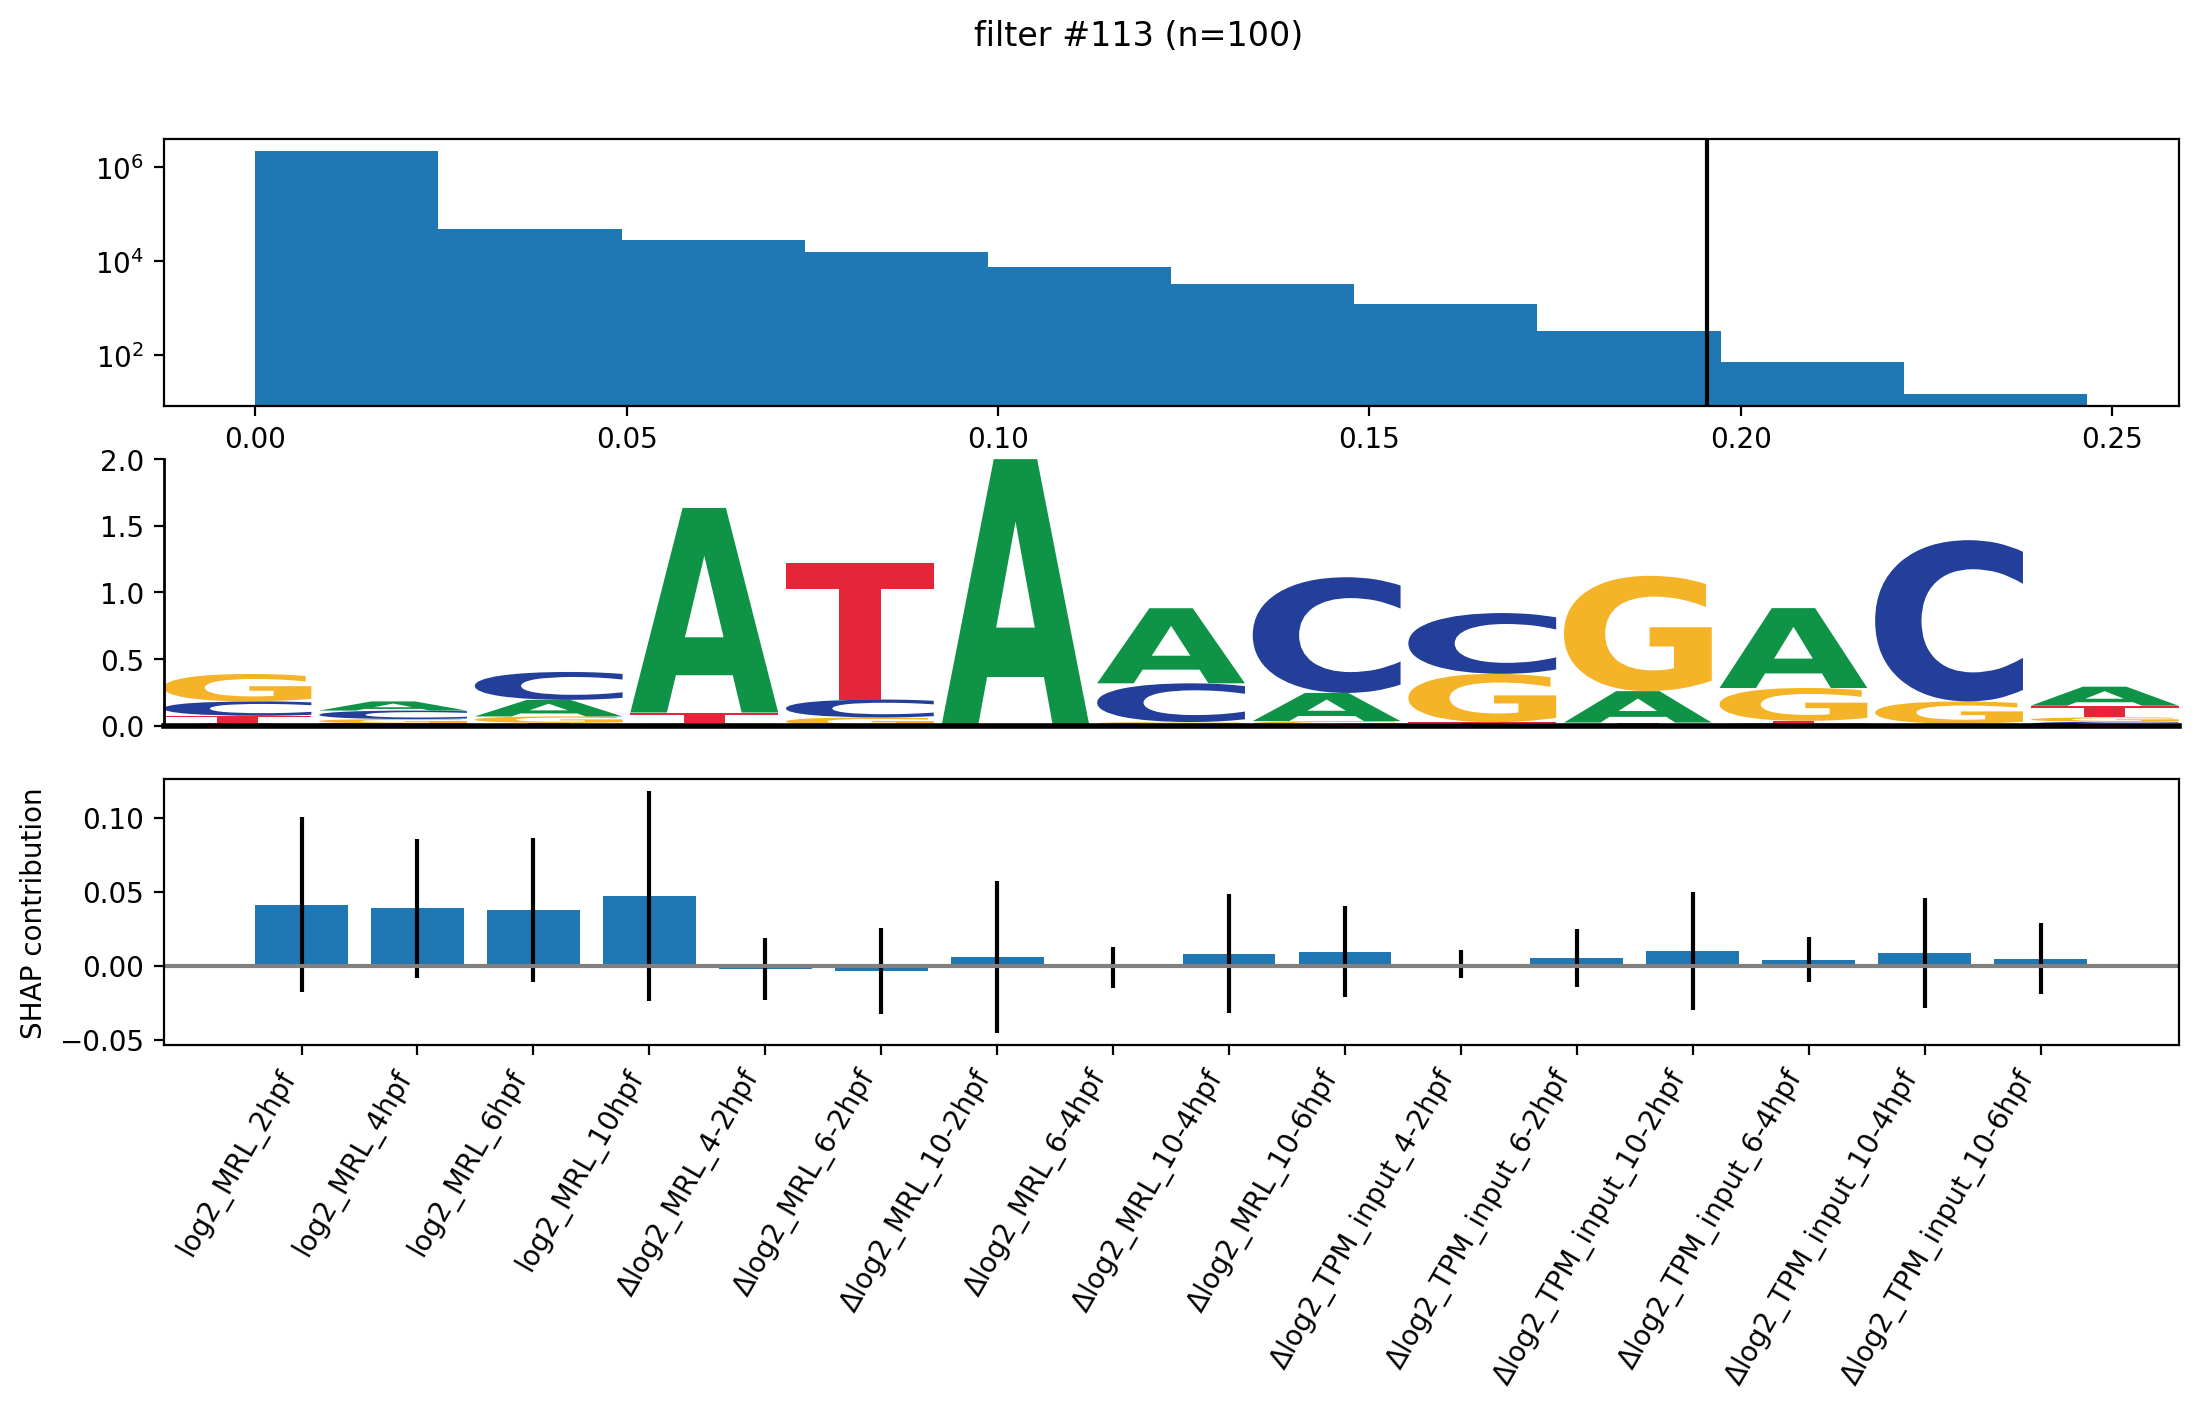 filter #113 (n=100)
10^6
10^4
10^2
0.00 0.05 0.10 0.15 0.20 0.25
2.0
1.5
1.0
0.5
0.0
G C T A C C A G A T T C G A A C C A C G G A A G C G A T G C
SHAP contribution
0.10
0.05
0.00
−0.05
log2_MRL_2hpf
log2_MRL_4hpf
log2_MRL_6hpf
log2_MRL_10hpf
Δlog2_MRL_4-2hpf
Δlog2_MRL_6-2hpf
Δlog2_MRL_10-2hpf
Δlog2_MRL_6-4hpf
Δlog2_MRL_10-4hpf
Δlog2_MRL_10-6hpf
Δlog2_TPM_input_4-2hpf
Δlog2_TPM_input_6-2hpf
Δlog2_TPM_input_10-2hpf
Δlog2_TPM_input_6-4hpf
Δlog2_TPM_input_10-4hpf
Δlog2_TPM_input_10-6hpf